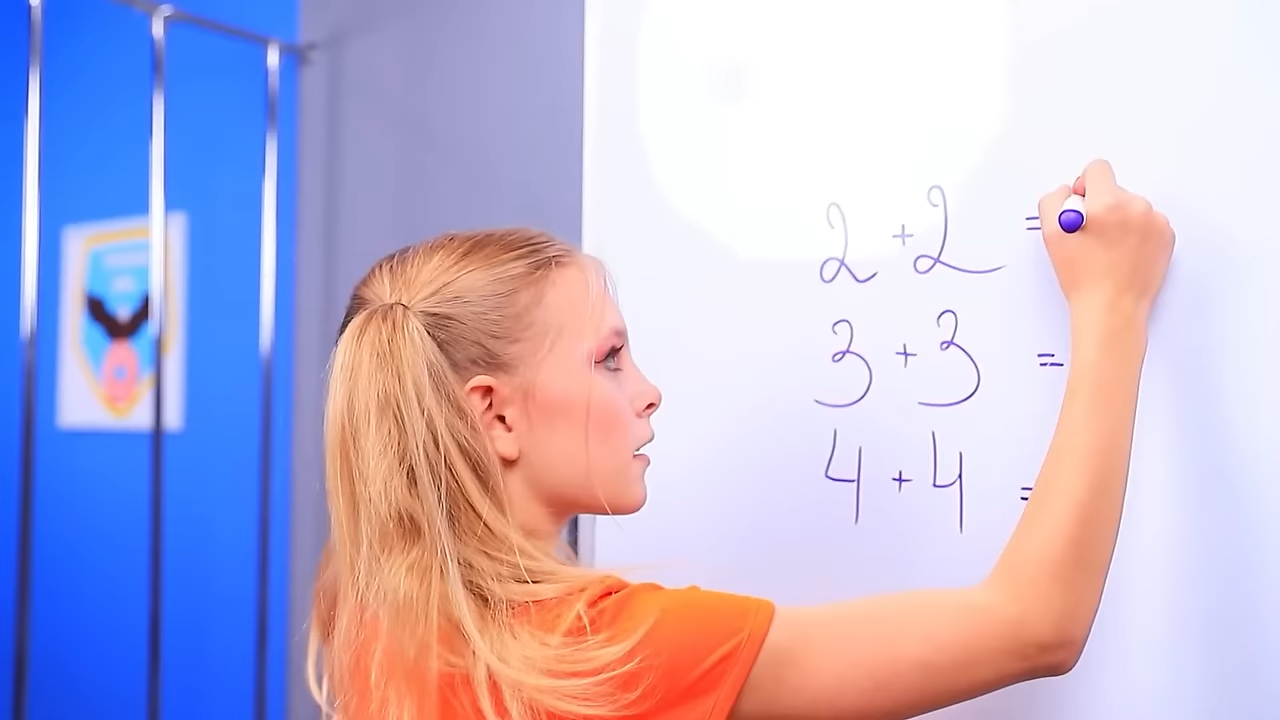 2 + 2 =
3 + 3 =
4 + 4 =